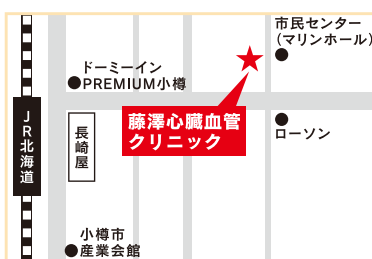 市民センター
（マリンホール）
ドーミーイン
PREMIUM小樽
藤澤心臓血管
クリニック
ローソン
JR北海道
長崎屋
小樽市
産業会館